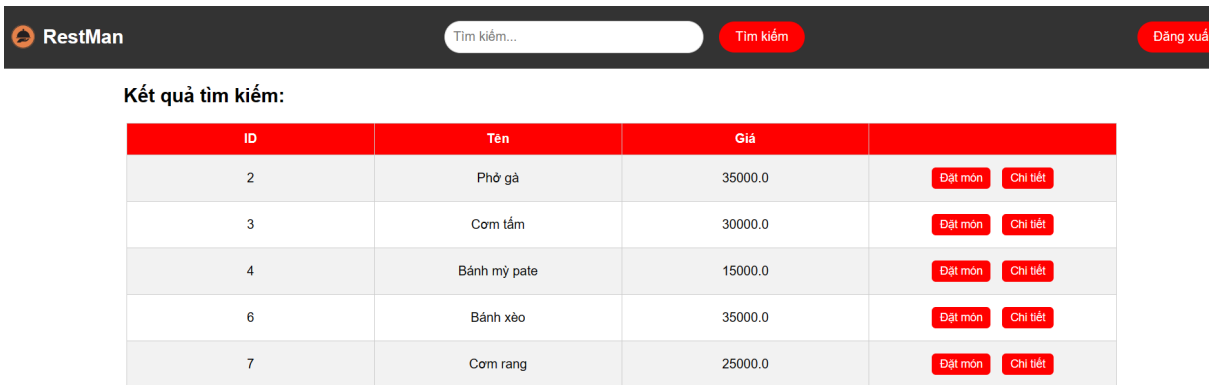 RestMan Tìm kiếm... Tìm kiếm Đăng xuấ
Kết quả tìm kiếm:
ID Tên Giá
2 Phở gà 35000.0 Đặt món Chi tiết
3 Cơm tấm 30000.0 Đặt món Chi tiết
4 Bánh mỳ pate 15000.0 Đặt món Chi tiết
6 Bánh xèo 35000.0 Đặt món Chi tiết
7 Cơm rang 25000.0 Đặt món Chi tiết